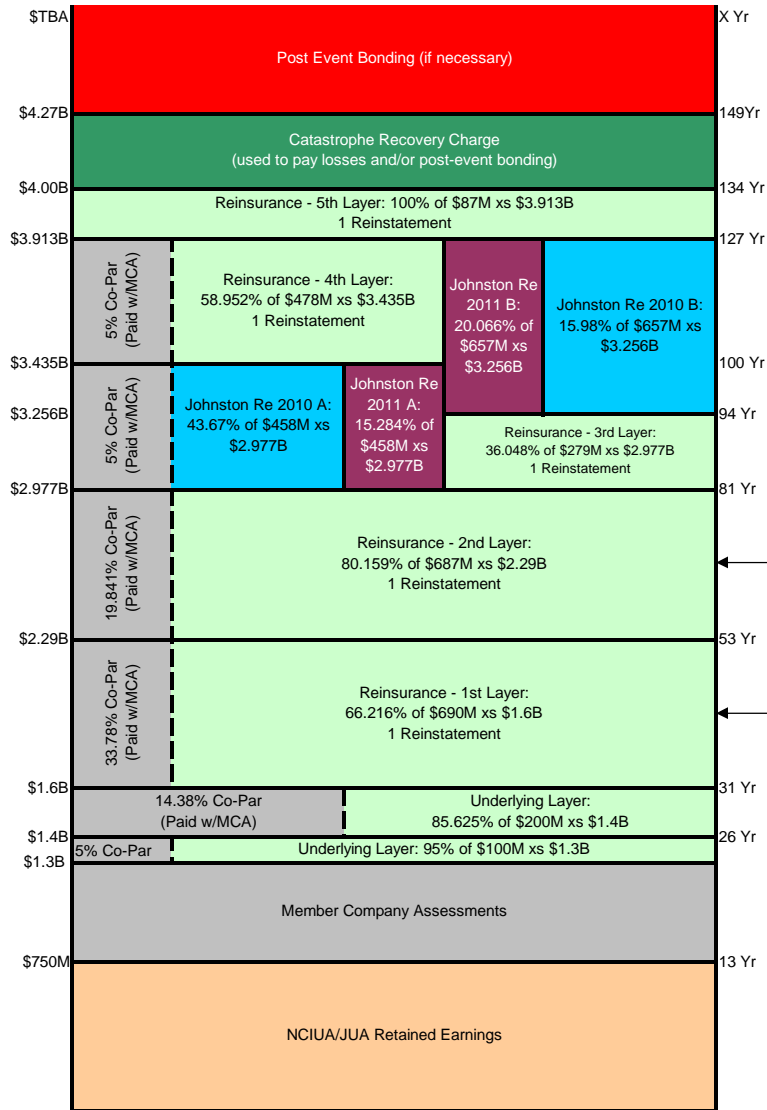 $TBA
X Yr
Post Event Bonding (if necessary)
$4.27B
149Yr
Catastrophe Recovery Charge
(used to pay losses and/or post-event bonding)
$4.00B
134 Yr
Reinsurance - 5th Layer: 100% of $87M xs $3.913B
1 Reinstatement
$3.913B
127 Yr
5% Co-Par
(Paid w/MCA)
Reinsurance - 4th Layer:
58.952% of $478M xs $3.435B
1 Reinstatement
Johnston Re
2011 B:
20.066% of
$657M xs
$3.256B
Johnston Re 2010 B:
15.98% of $657M xs
$3.256B
$3.435B
100 Yr
5% Co-Par
(Paid w/MCA)
Johnston Re 2010 A:
43.67% of $458M xs
$2.977B
Johnston Re
2011 A:
15.284% of
$458M xs
$2.977B
$3.256B
94 Yr
Reinsurance - 3rd Layer:
36.048% of $279M xs $2.977B
1 Reinstatement
$2.977B
81 Yr
19.841% Co-Par
(Paid w/MCA)
Reinsurance - 2nd Layer:
80.159% of $687M xs $2.29B
1 Reinstatement
$2.29B
53 Yr
33.78% Co-Par
(Paid w/MCA)
Reinsurance - 1st Layer:
66.216% of $690M xs $1.6B
1 Reinstatement
$1.6B
31 Yr
14.38% Co-Par
(Paid w/MCA)
Underlying Layer:
85.625% of $200M xs $1.4B
$1.4B
26 Yr
5% Co-Par
Underlying Layer: 95% of $100M xs $1.3B
$1.3B
Member Company Assessments
$750M
13 Yr
NCIUA/JUA Retained Earnings